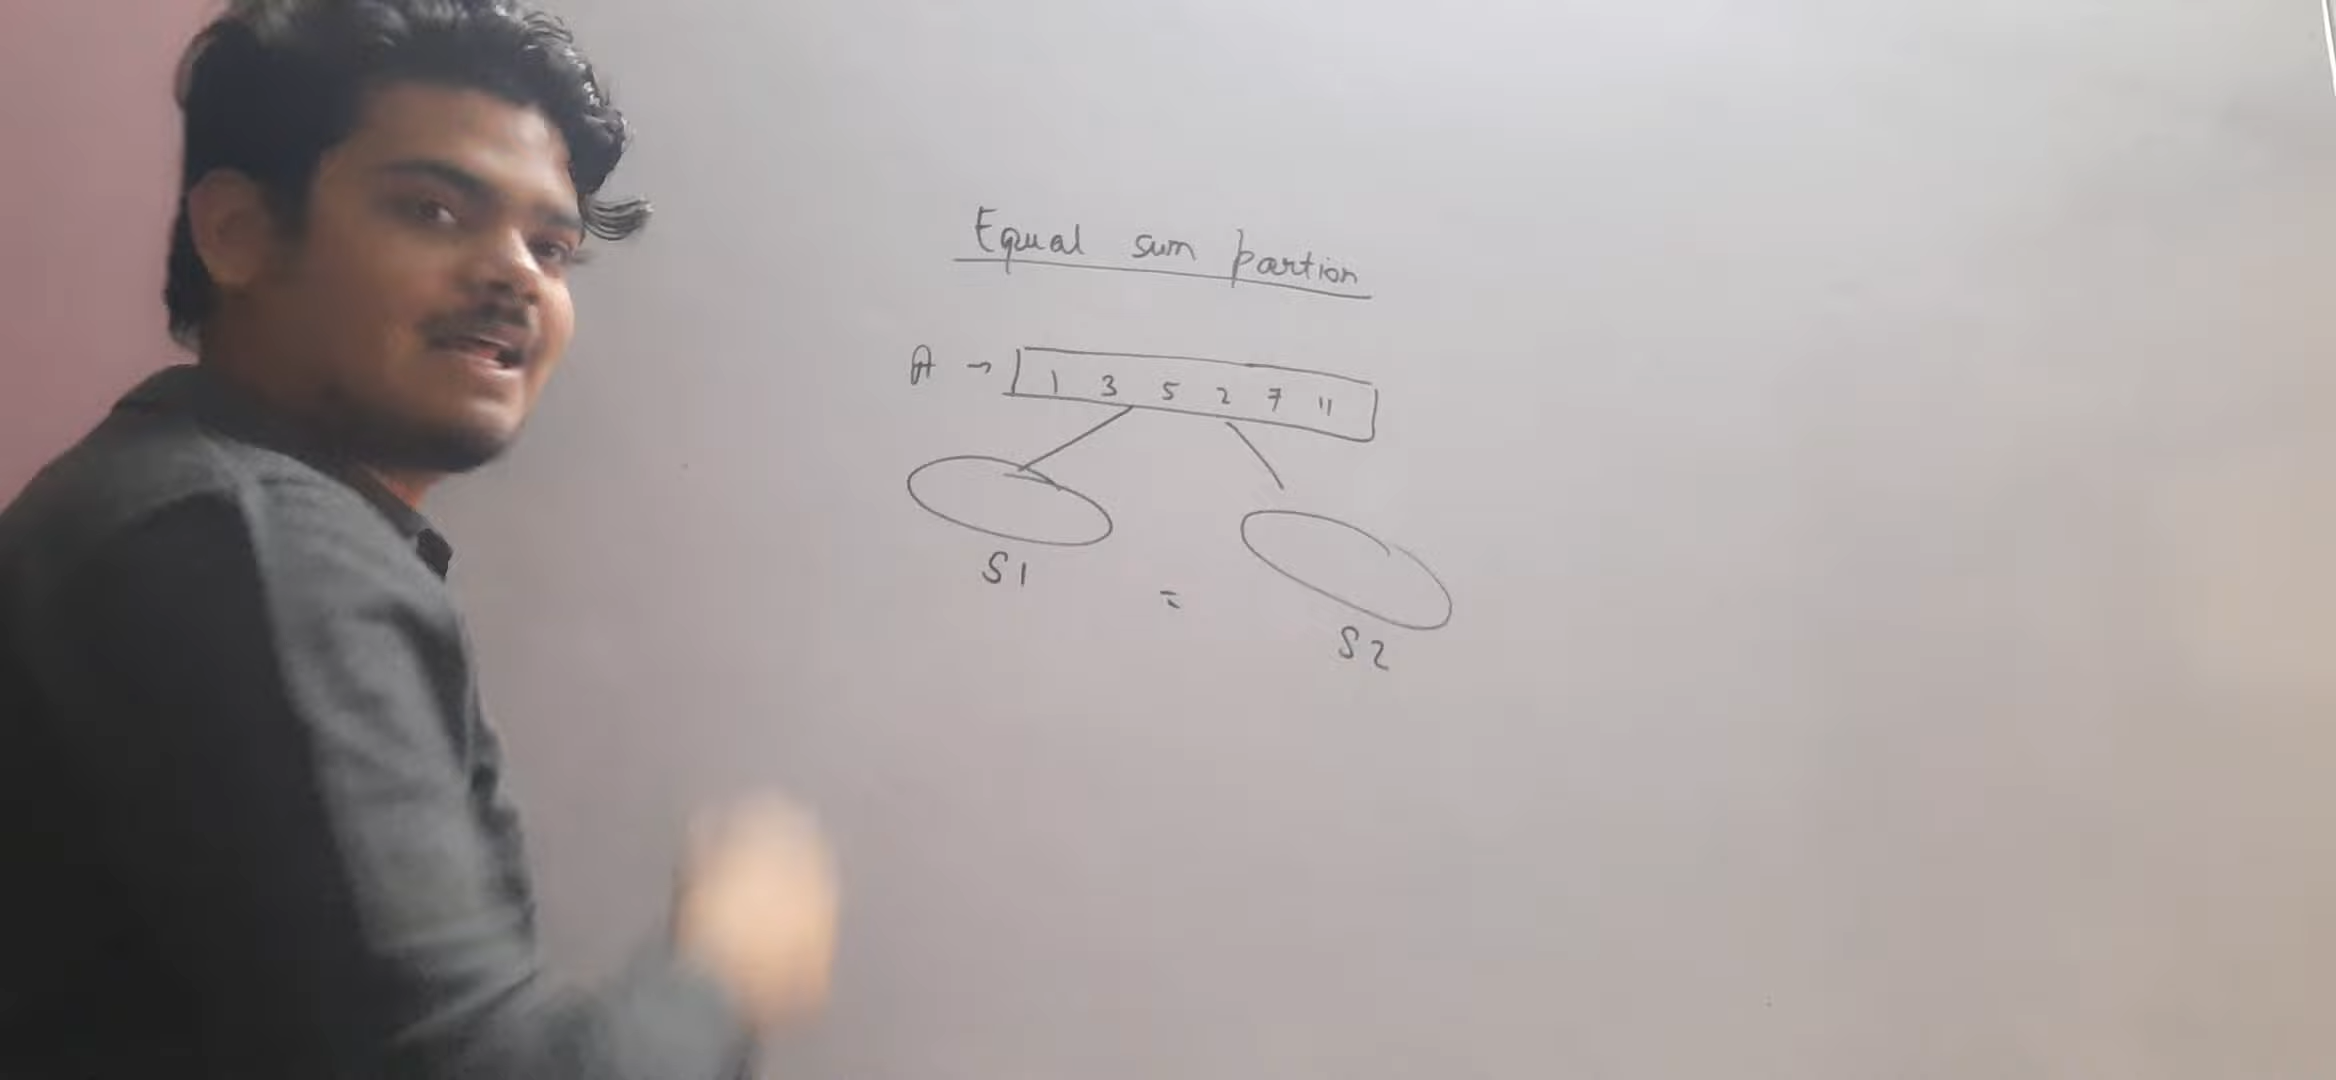 Equal sum partion
A → 1 3 5 2 7 11
S1 = S2